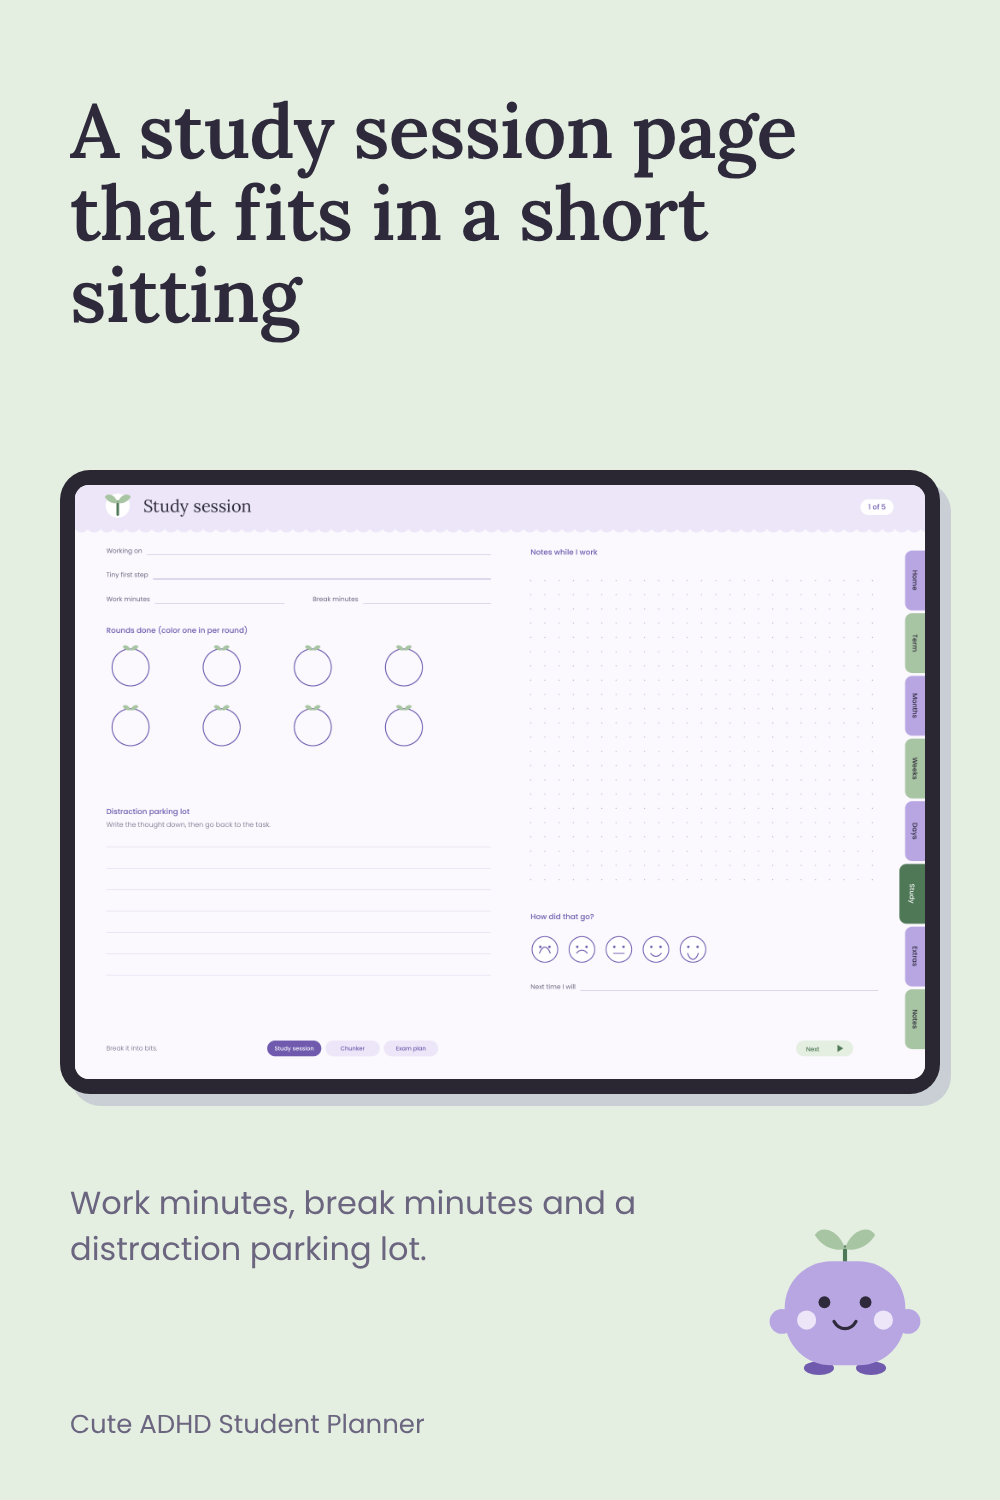 A study session page
that fits in a short
sitting
Study session
1 of 5
Working on
Tiny first step
Work minutes
Break minutes
Rounds done (color one in per round)
Distraction parking lot
Write the thought down, then go back to the task.
Notes while I work
How did that go?
Next time I will
Home
Term
Months
Weeks
Days
Study
Extras
Notes
Break it into bits.
Study session
Chunker
Exam plan
Next
Work minutes, break minutes and a
distraction parking lot.
Cute ADHD Student Planner